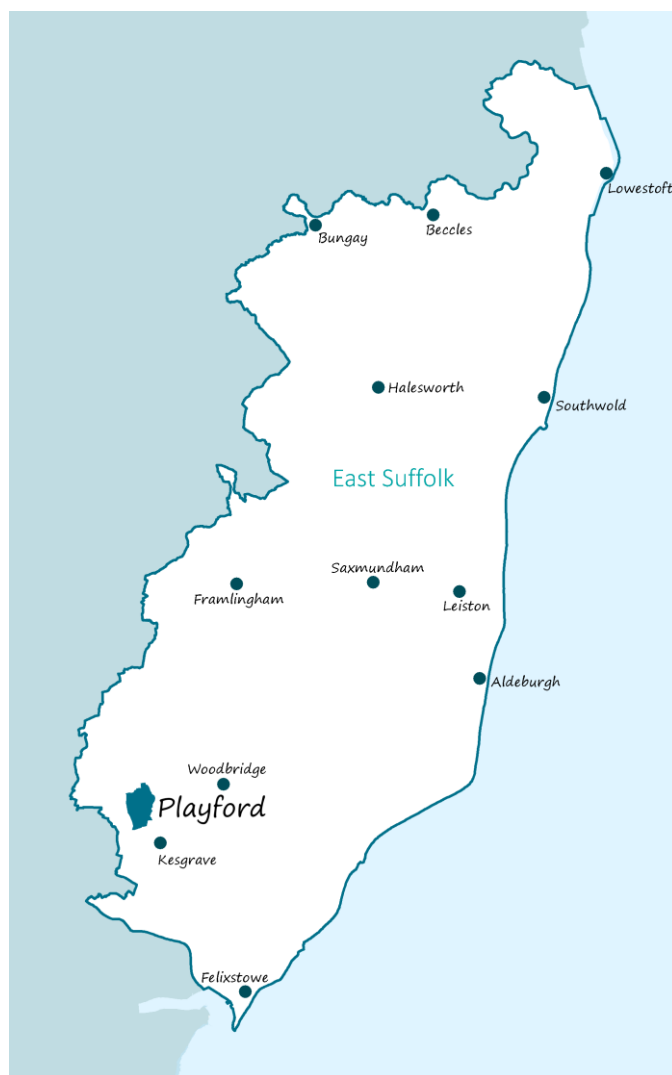 Lowestoft
Beccles
Bungay
Halesworth
Southwold
East Suffolk
Saxmundham
Framlingham
Leiston
Aldeburgh
Woodbridge
Playford
Kesgrave
Felixstowe